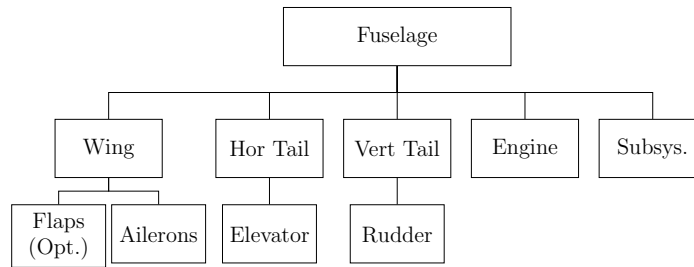 Fuselage
Wing
Hor Tail
Vert Tail
Engine
Subsys.
Flaps
(Opt.)
Ailerons
Elevator
Rudder